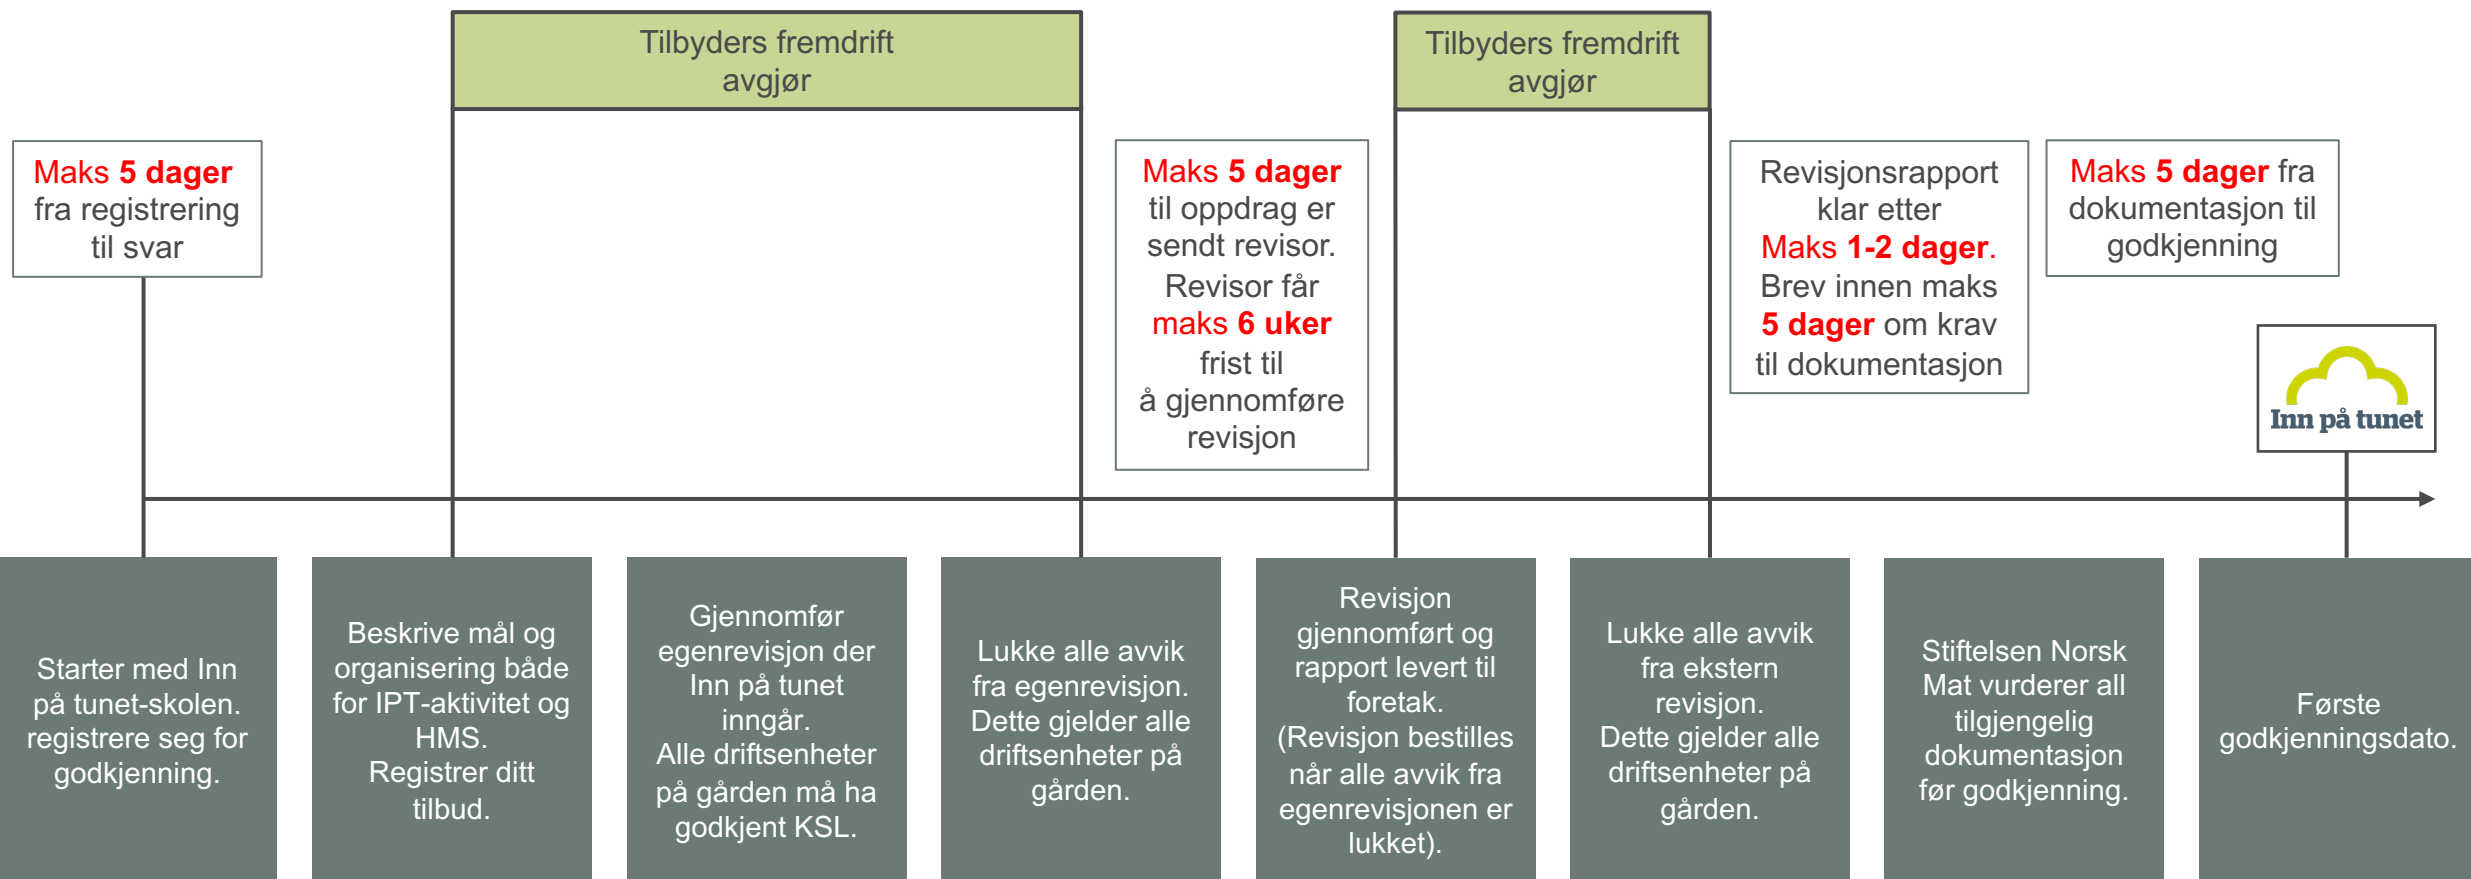 Tilbyders fremdrift
avgjør
Tilbyders fremdrift
avgjør
Maks 5 dager
fra registrering
til svar
Maks 5 dager
til oppdrag er
sendt revisor.
Revisor får
maks 6 uker
frist til
å gjennomføre
revisjon
Revisjonsrapport
klar etter
Maks 1-2 dager.
Brev innen maks
5 dager om krav
til dokumentasjon
Maks 5 dager fra
dokumentasjon til
godkjenning
Inn på tunet
Starter med Inn
på tunet-skolen.
registrere seg for
godkjenning.
Beskrive mål og
organisering både
for IPT-aktivitet og
HMS.
Registrer ditt
tilbud.
Gjennomfør
egenrevisjon der
Inn på tunet
inngår.
Alle driftsenheter
på gården må ha
godkjent KSL.
Lukke alle avvik
fra egenrevisjon.
Dette gjelder alle
driftsenheter på
gården.
Revisjon
gjennomført og
rapport levert til
foretak.
(Revisjon bestilles
når alle avvik fra
egenrevisjonen er
lukket).
Lukke alle avvik
fra ekstern
revisjon.
Dette gjelder alle
driftsenheter på
gården.
Stiftelsen Norsk
Mat vurderer all
tilgjengelig
dokumentasjon
før godkjenning.
Første
godkjenningsdato.